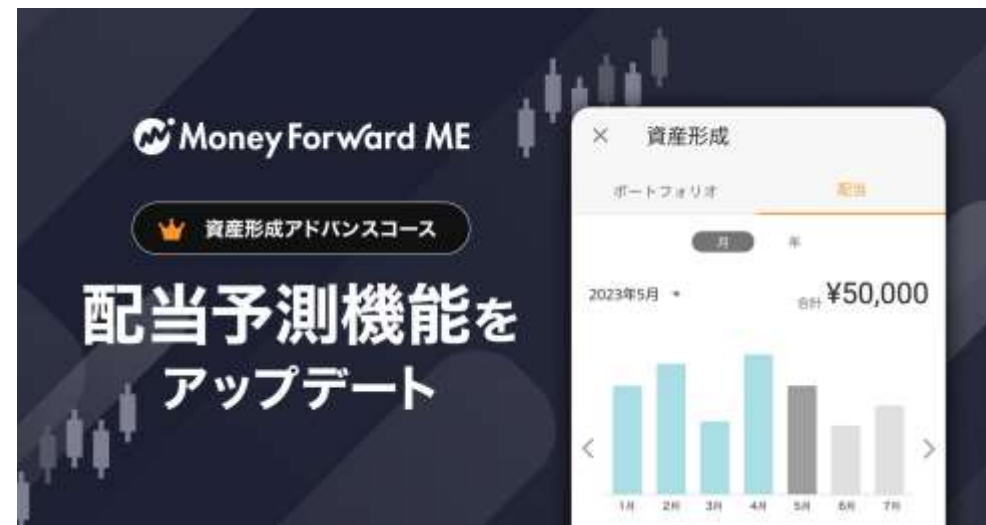 Money Forward ME
資産形成アドバンスコース
配当予測機能を
アップデート
× 資産形成
ポートフォリオ 配当
月 年
2023年5月 合計 ¥50,000
1月 2月 3月 4月 5月 6月 7月